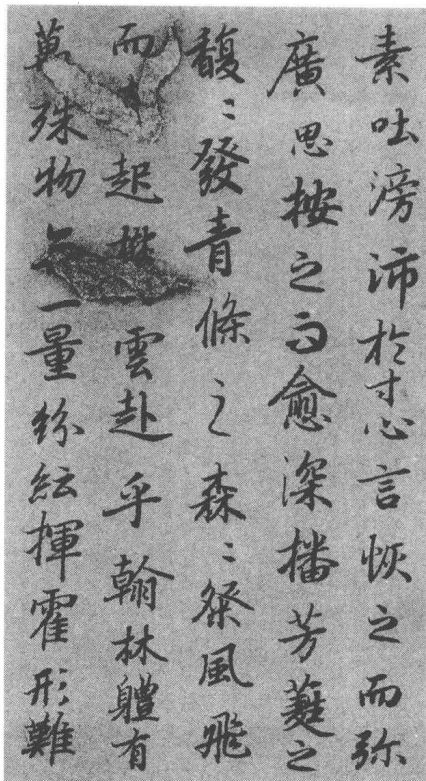 素吐滂沛於寸心言恢之而弥
廣思按之而愈深播芳蕤之
馥〻發青條之森〻粲風飛
而起雲赴乎翰林軆有
萬殊物一量紛紜揮霍形難